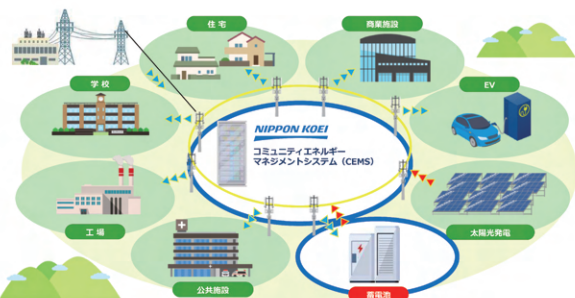 住宅
商業施設
学校
EV
NIPPON KOEI
コミュニティエネルギー
マネジメントシステム（CEMS）
工場
太陽光発電
公共施設
蓄電池